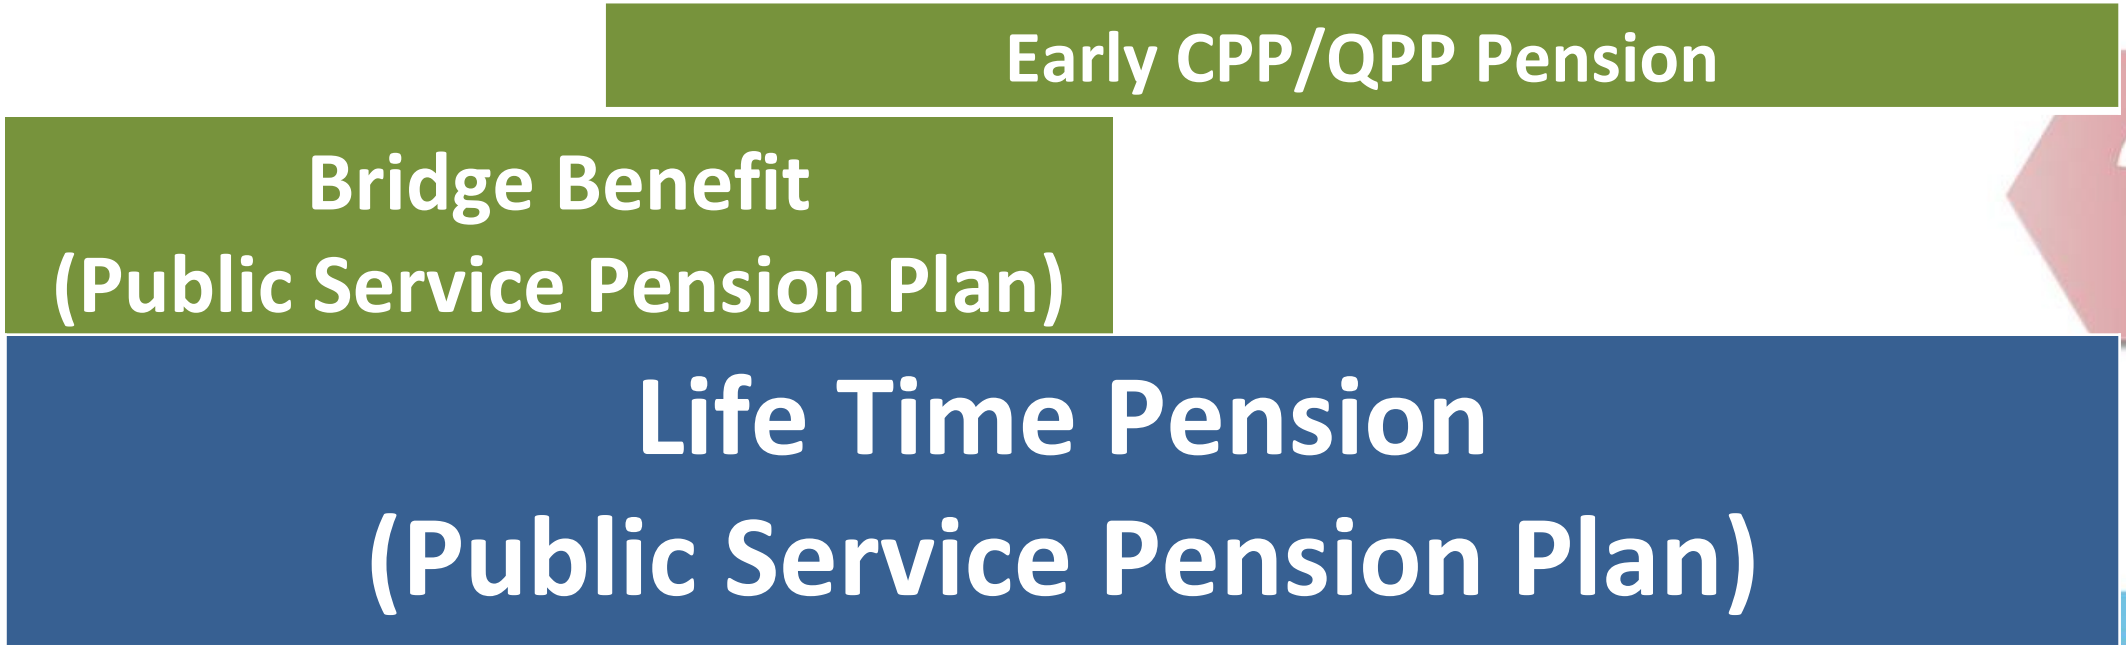 Early CPP/QPP Pension
Bridge Benefit
(Public Service Pension Plan)
Life Time Pension
(Public Service Pension Plan)